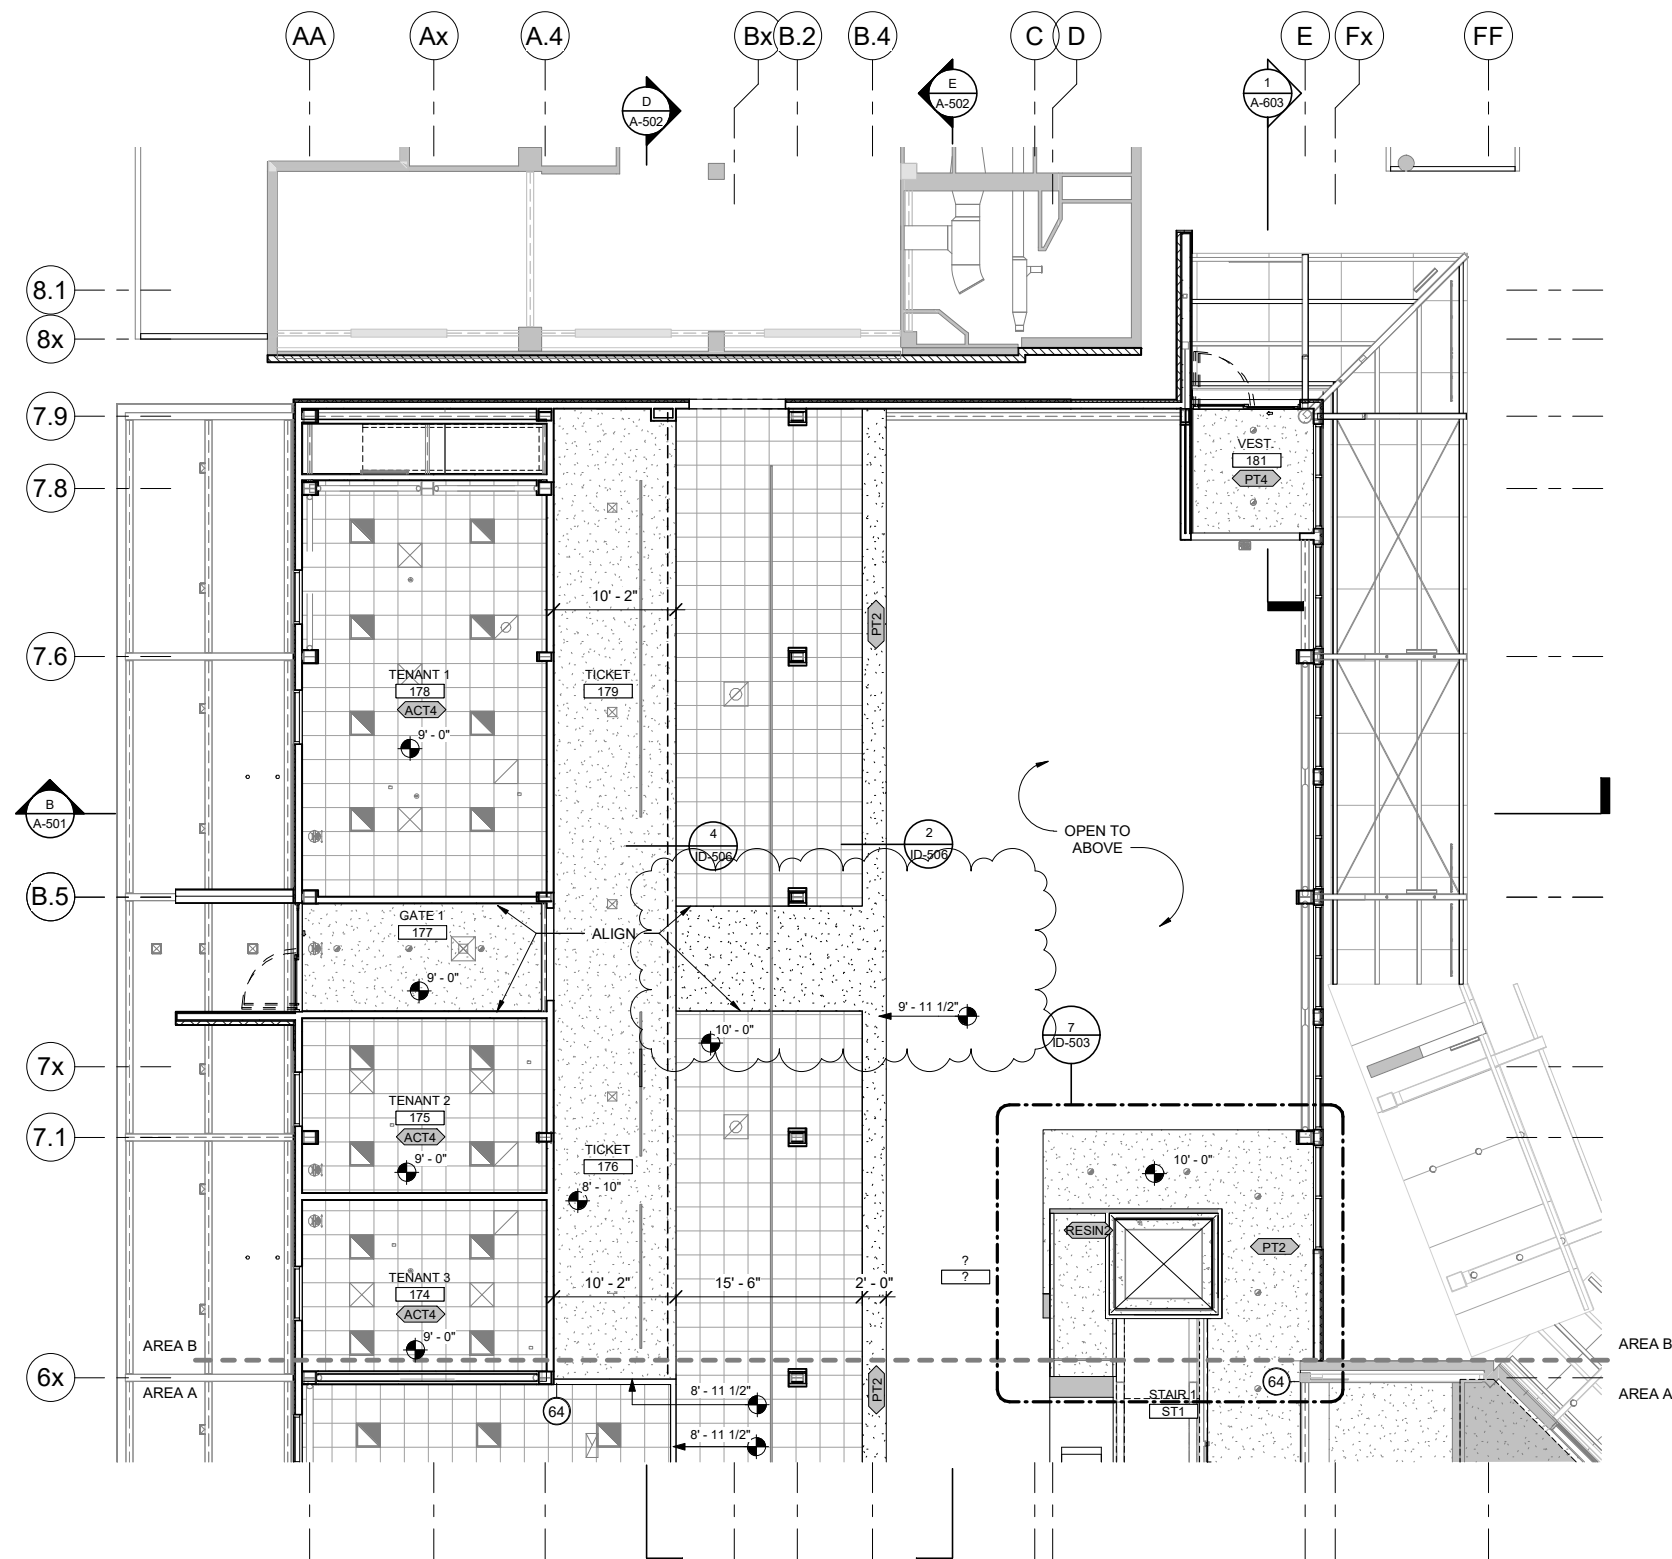 AA
Ax
A.4
Bx
B.2
B.4
C
D
E
Fx
FF
D
A-502
E
A-502
1
A-603
8.1
8x
7.9
7.8
VEST.
181
PT4
10' - 2"
PT2
7.6
TENANT 1
178
ACT4
9' - 0"
TICKET
179
B
A-501
4
ID-506
2
ID-506
OPEN TO
ABOVE
B.5
GATE 1
177
9' - 0"
ALIGN
9' - 11 1/2"
10' - 0"
7
ID-503
7x
7.1
TENANT 2
175
ACT4
9' - 0"
TICKET
176
8' - 10"
10' - 0"
RESIN2
PT2
?
?
TENANT 3
174
ACT4
9' - 0"
10' - 2"
15' - 6"
2' - 0"
AREA B
AREA B
6x
AREA A
AREA A
64
64
8' - 11 1/2"
8' - 11 1/2"
PT2
STAIR 1
ST1